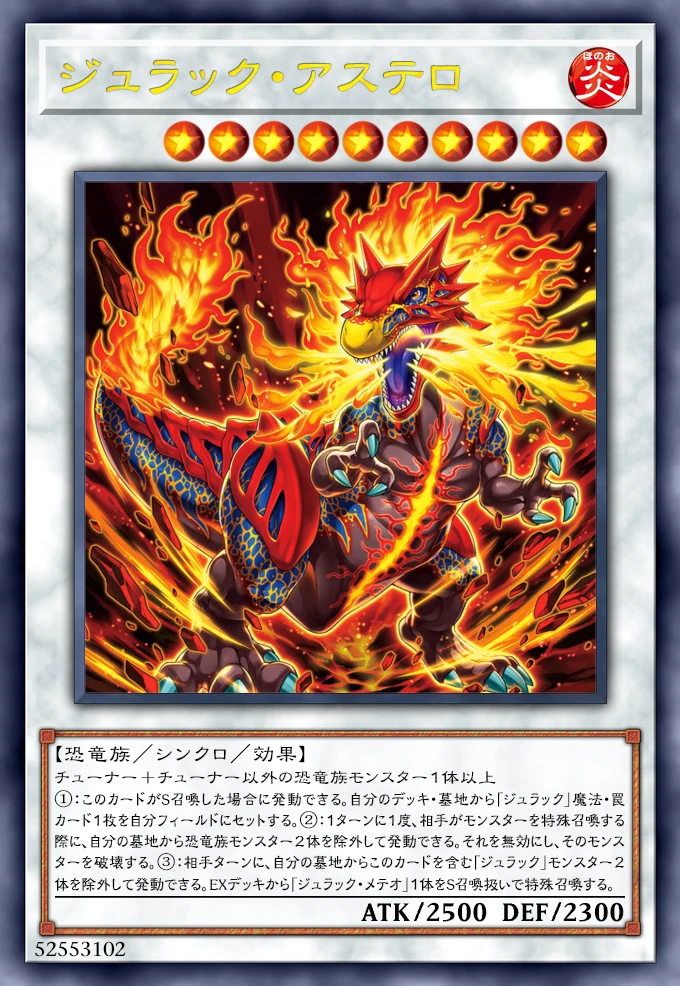 ジュラック・アステロ
ほのお
炎
【恐竜族／シンクロ／効果】
チューナー＋チューナー以外の恐竜族モンスター１体以上
①：このカードがS召喚した場合に発動できる。自分のデッキ・墓地から「ジュラック」魔法・罠
カード１枚を自分フィールドにセットする。②：１ターンに１度、相手がモンスターを特殊召喚する
際に、自分の墓地から恐竜族モンスター２体を除外して発動できる。それを無効にし、そのモンス
ターを破壊する。③：相手ターンに、自分の墓地からこのカードを含む「ジュラック」モンスター２
体を除外して発動できる。EXデッキから「ジュラック・メテオ」１体をS召喚扱いで特殊召喚する。
ATK/2500 DEF/2300
52553102